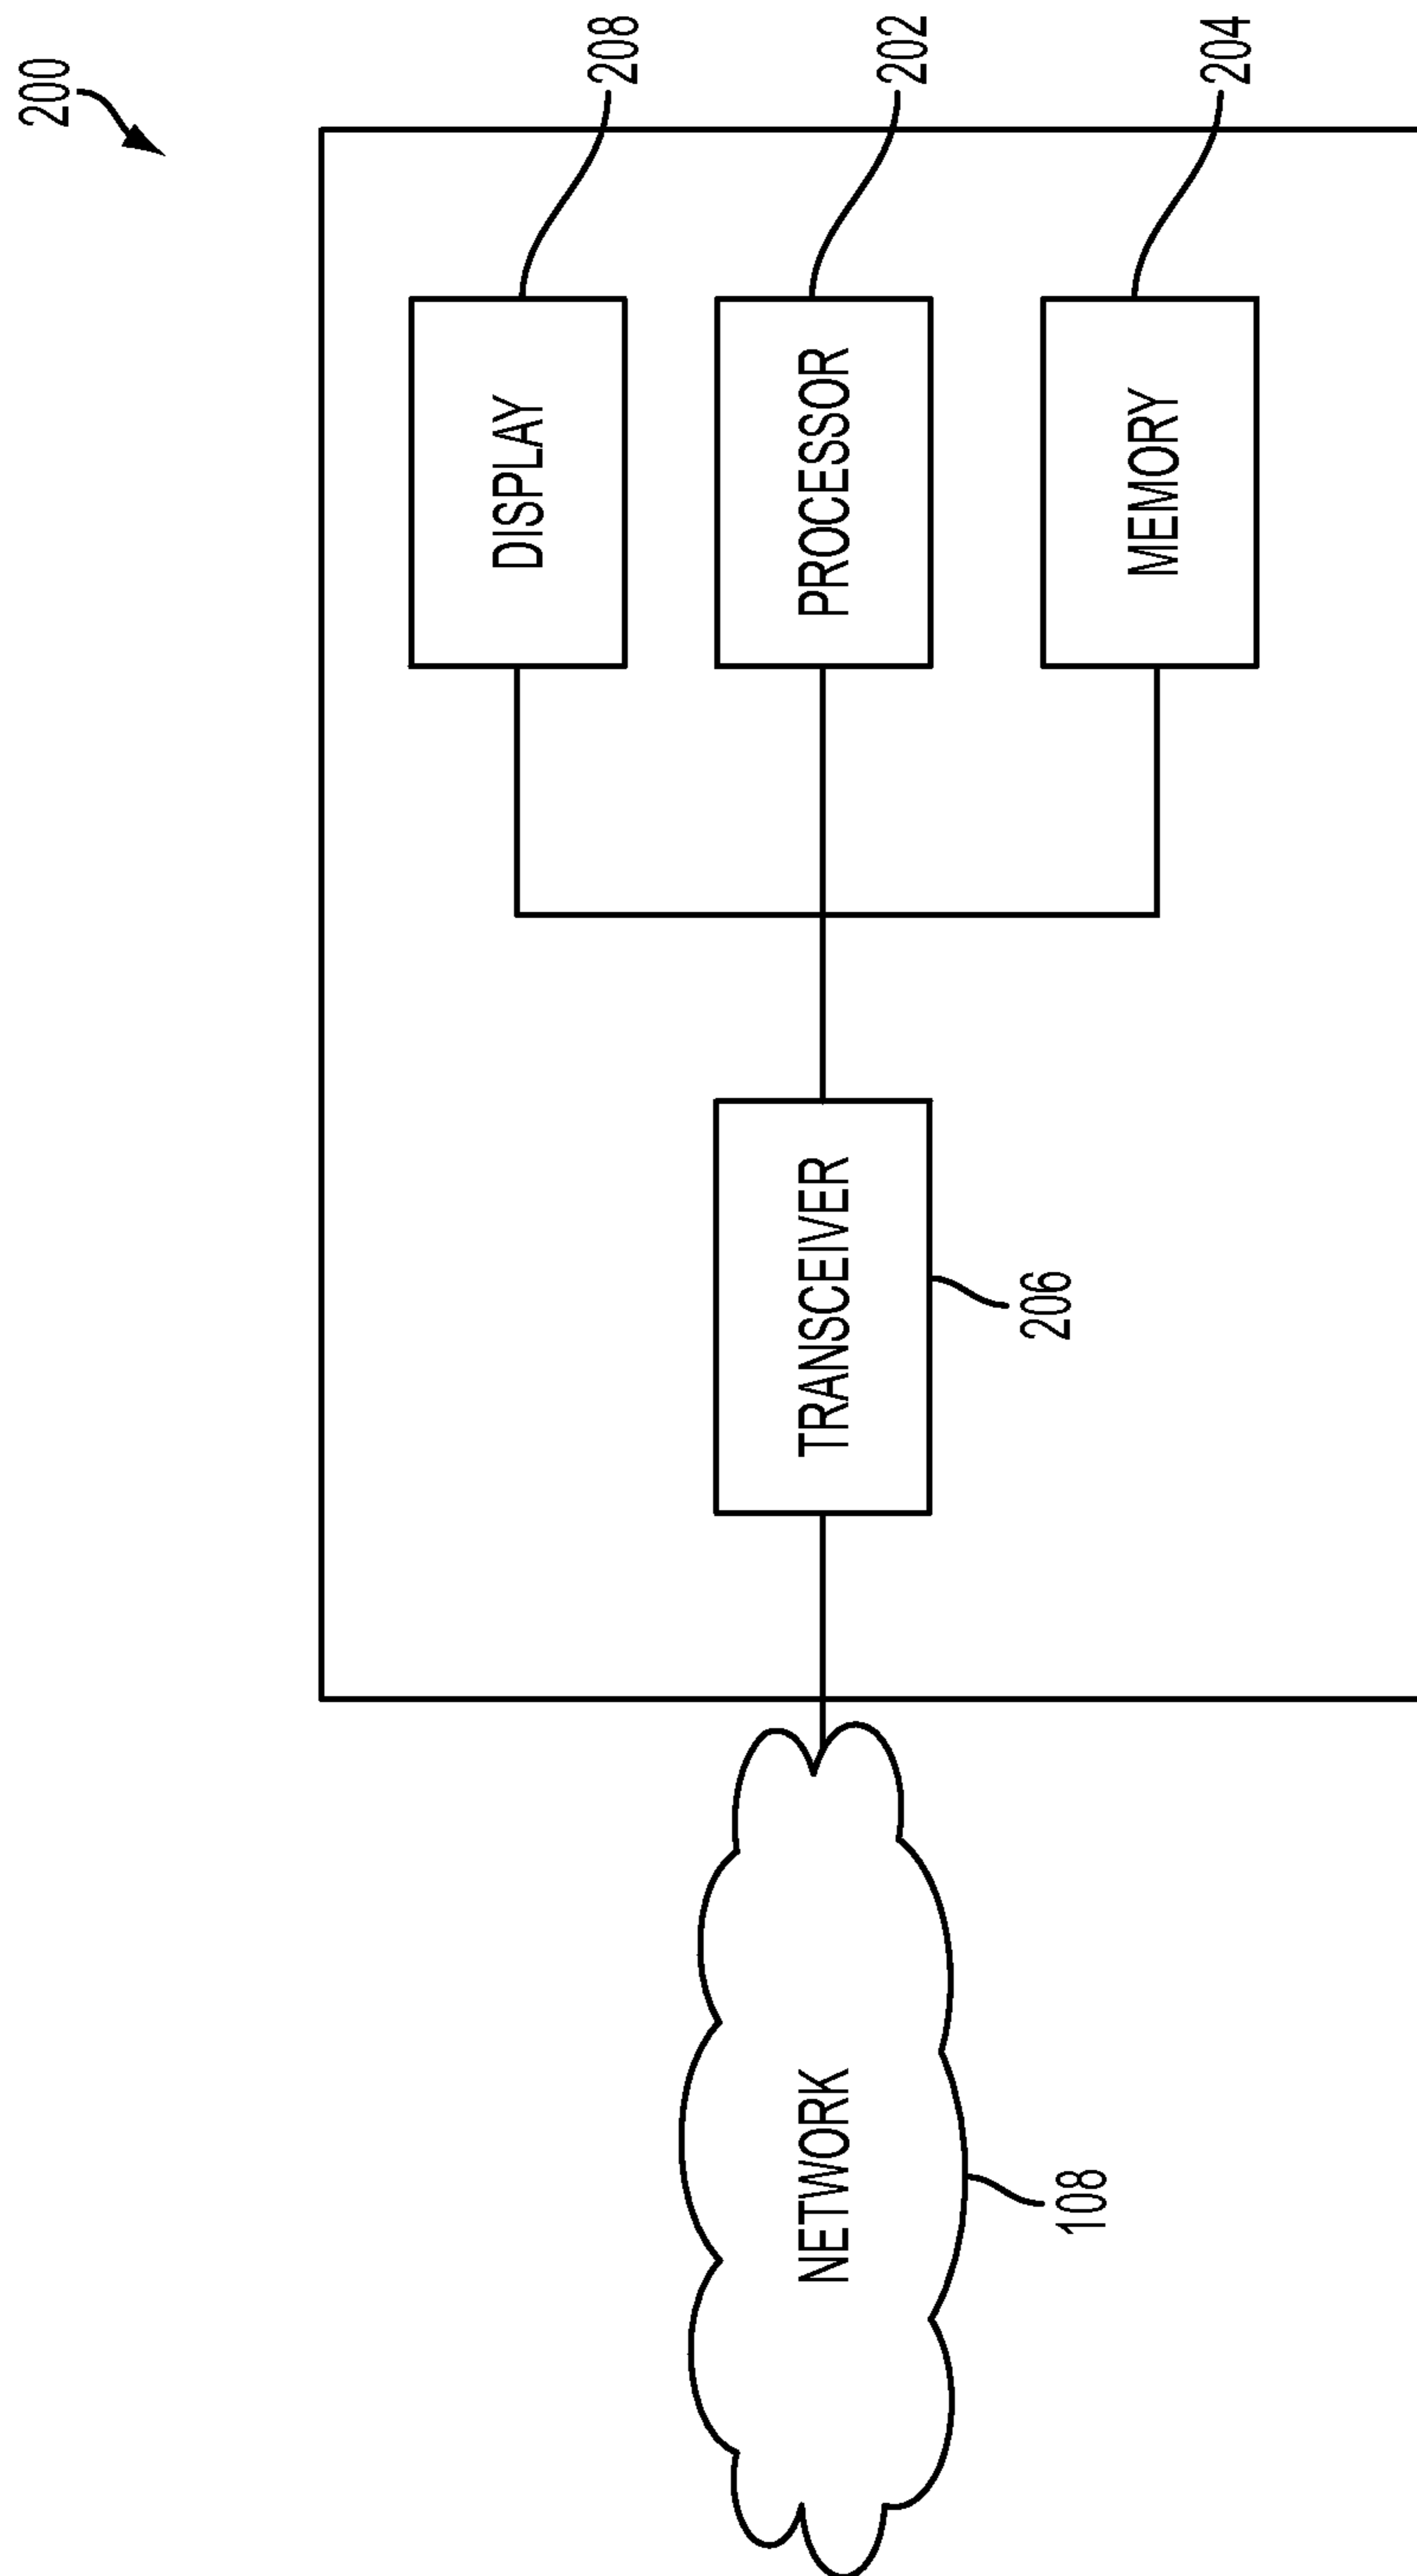 200
DISPLAY
208
PROCESSOR
202
MEMORY
204
TRANSCEIVER
206
NETWORK
108